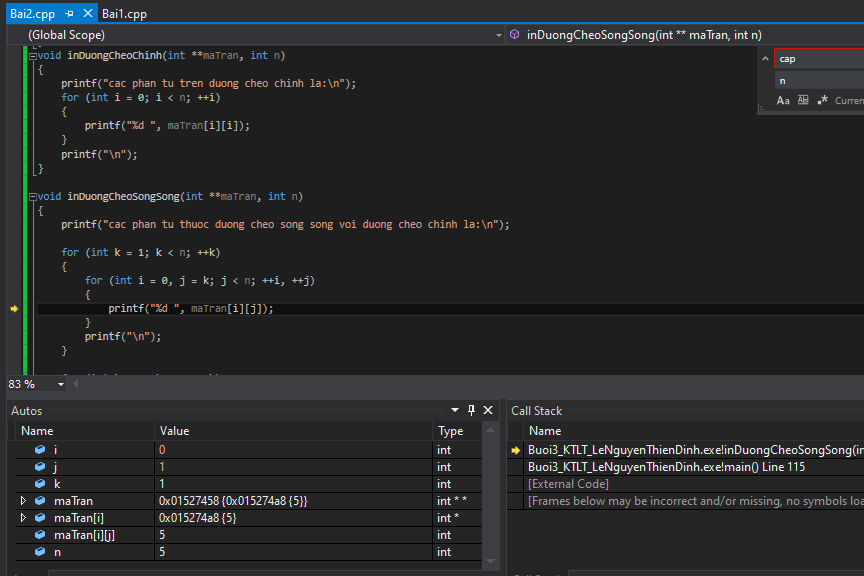 Bai2.cpp Bai1.cpp
(Global Scope) inDuongCheoSongSong(int ** maTran, int n)
void inDuongCheoChinh(int **maTran, int n)
{
printf("cac phan tu tren duong cheo chinh la:\n");
for (int i = 0; i < n; ++i)
{
printf("%d ", maTran[i][i]);
}
printf("\n");
}
void inDuongCheoSongSong(int **maTran, int n)
{
printf("cac phan tu thuoc duong cheo song song voi duong cheo chinh la:\n");
for (int k = 1; k < n; ++k)
{
for (int i = 0, j = k; j < n; ++i, ++j)
{
printf("%d ", maTran[i][j]);
}
printf("\n");
}
cap
n
Aa Ab .* Curren
83 %
Autos
Name Value Type
i 0 int
j 1 int
k 1 int
maTran 0x01527458 {0x015274a8 {5}} int * *
maTran[i] 0x015274a8 {5} int *
maTran[i][j] 5 int
n 5 int
Call Stack
Name
Buoi3_KTLT_LeNguyenThienDinh.exe!inDuongCheoSongSong(in
Buoi3_KTLT_LeNguyenThienDinh.exe!main() Line 115
[External Code]
[Frames below may be incorrect and/or missing, no symbols loa